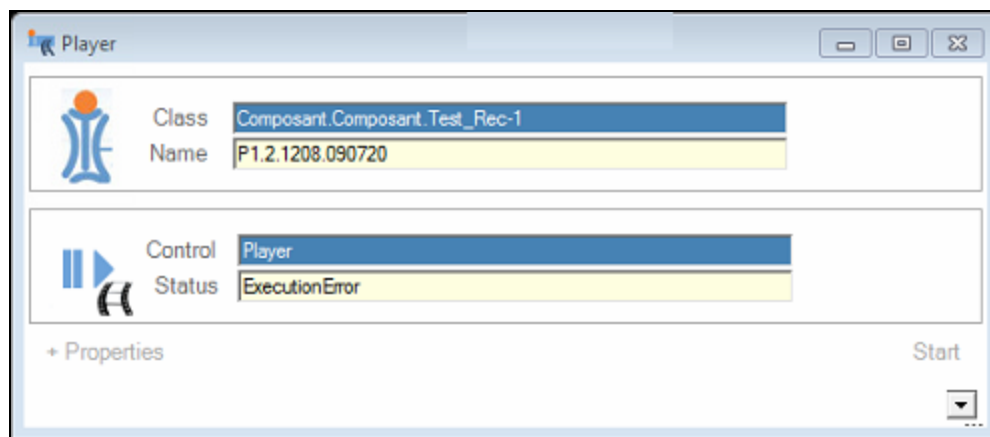 Player
Class Composant.Composant.Test_Rec-1
Name P1.2.1208.090720
Control Player
Status ExecutionError
+ Properties Start